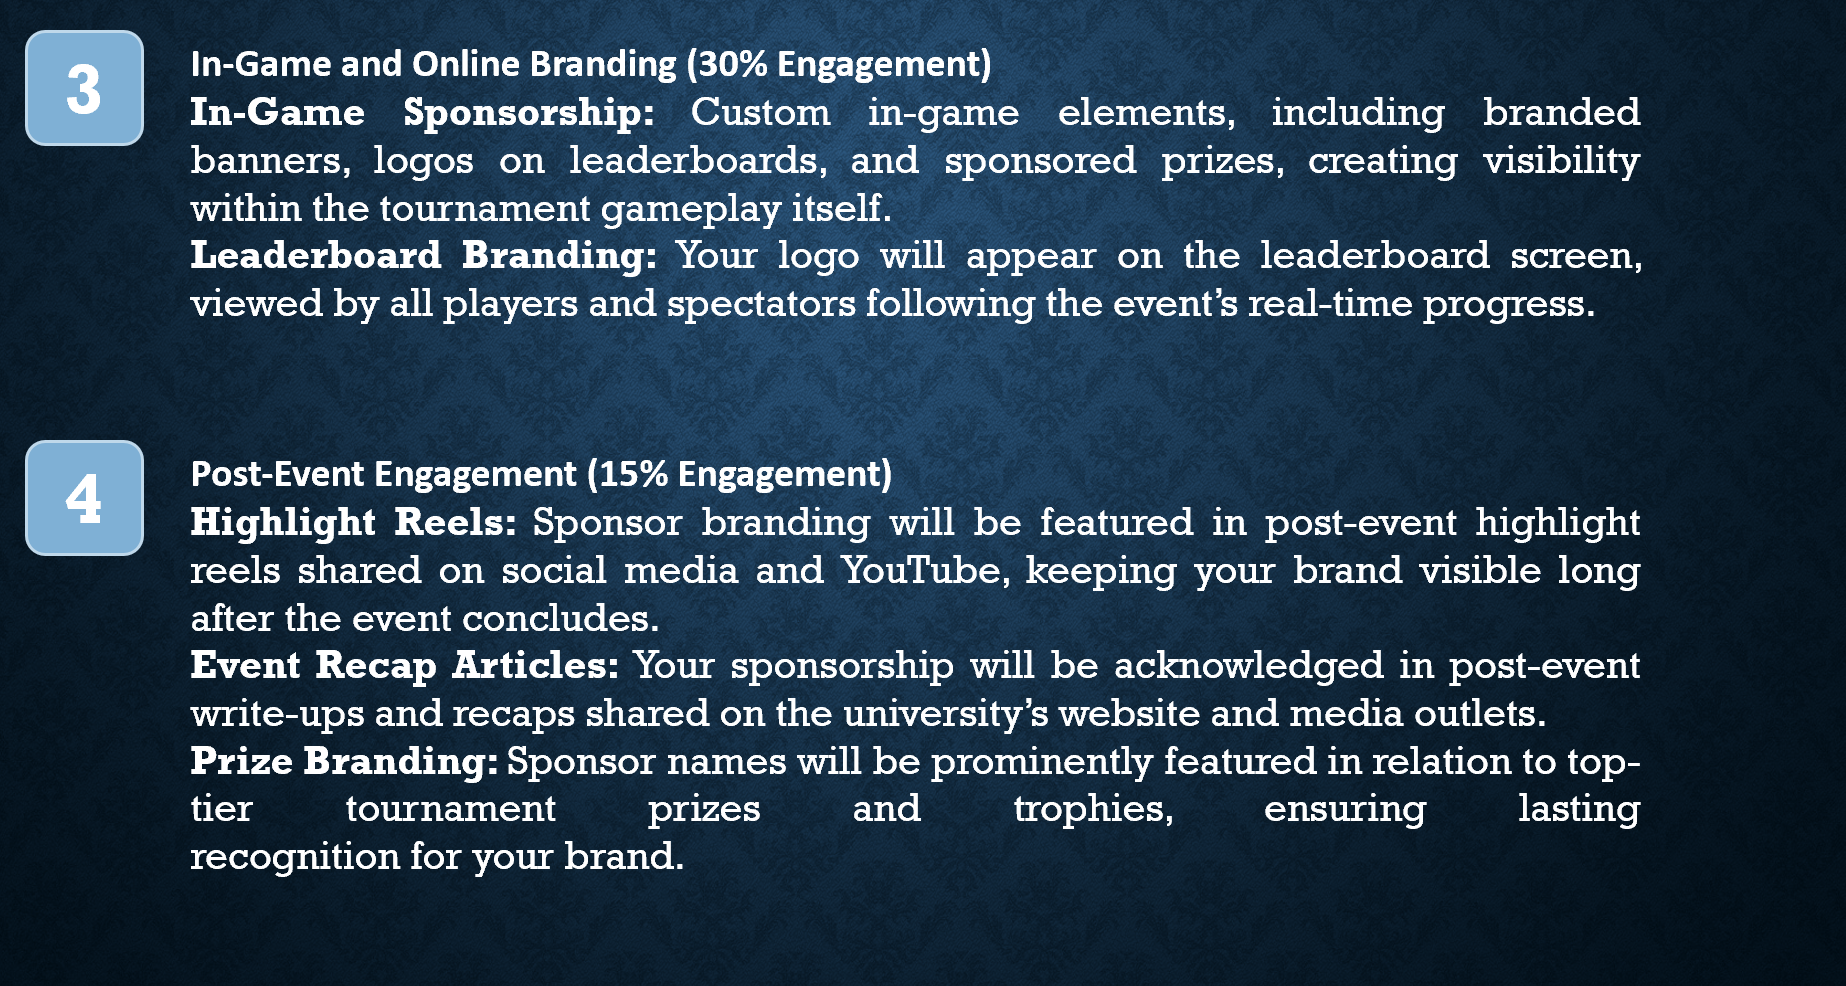 3
In-Game and Online Branding (30% Engagement)
In-Game Sponsorship: Custom in-game elements, including branded
banners, logos on leaderboards, and sponsored prizes, creating visibility
within the tournament gameplay itself.
Leaderboard Branding: Your logo will appear on the leaderboard screen,
viewed by all players and spectators following the event’s real-time progress.
4
Post-Event Engagement (15% Engagement)
Highlight Reels: Sponsor branding will be featured in post-event highlight
reels shared on social media and YouTube, keeping your brand visible long
after the event concludes.
Event Recap Articles: Your sponsorship will be acknowledged in post-event
write-ups and recaps shared on the university’s website and media outlets.
Prize Branding: Sponsor names will be prominently featured in relation to top-
tier tournament prizes and trophies, ensuring lasting
recognition for your brand.